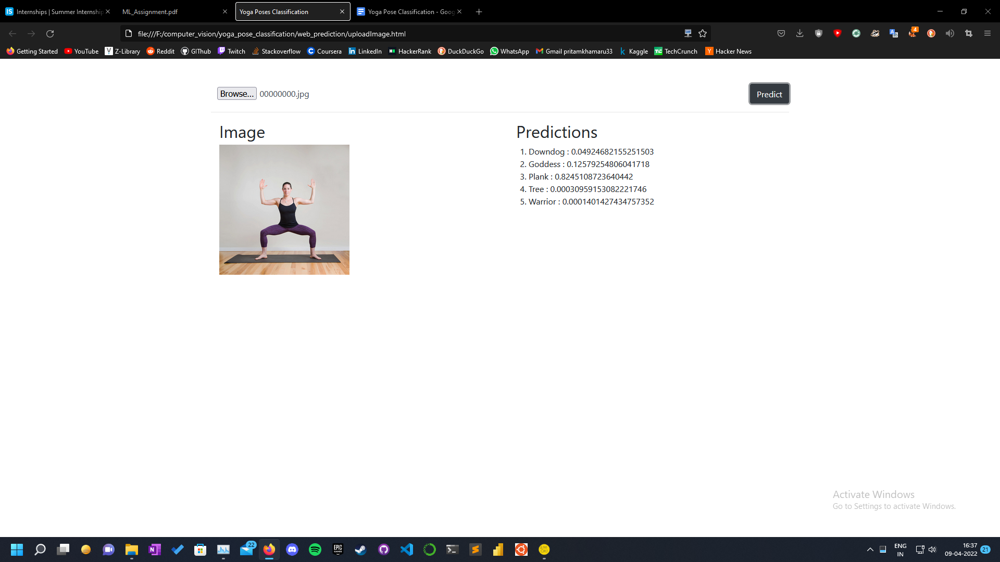 Internships | Summer Internship
ML_Assignment.pdf
Yoga Poses Classification
Yoga Pose Classification - Goog
file:///F:/computer_vision/yoga_pose_classification/web_prediction/uploadImage.html
4
Getting Started
YouTube
Z-Library
Reddit
GIThub
Twitch
Stackoverflow
Coursera
LinkedIn
HackerRank
DuckDuckGo
WhatsApp
Gmail pritamkhamaru33
Kaggle
TechCrunch
Hacker News
Browse... 00000000.jpg
Predict
Image
Predictions
1. Downdog : 0.04924682155251503
2. Goddess : 0.12579254806041718
3. Plank : 0.8245108723640442
4. Tree : 0.00030959153082221746
5. Warrior : 0.0001401427434757352
Activate Windows
Go to Settings to activate Windows.
22
EPIC
GAMES
ENG
IN
16:37
09-04-2022
21